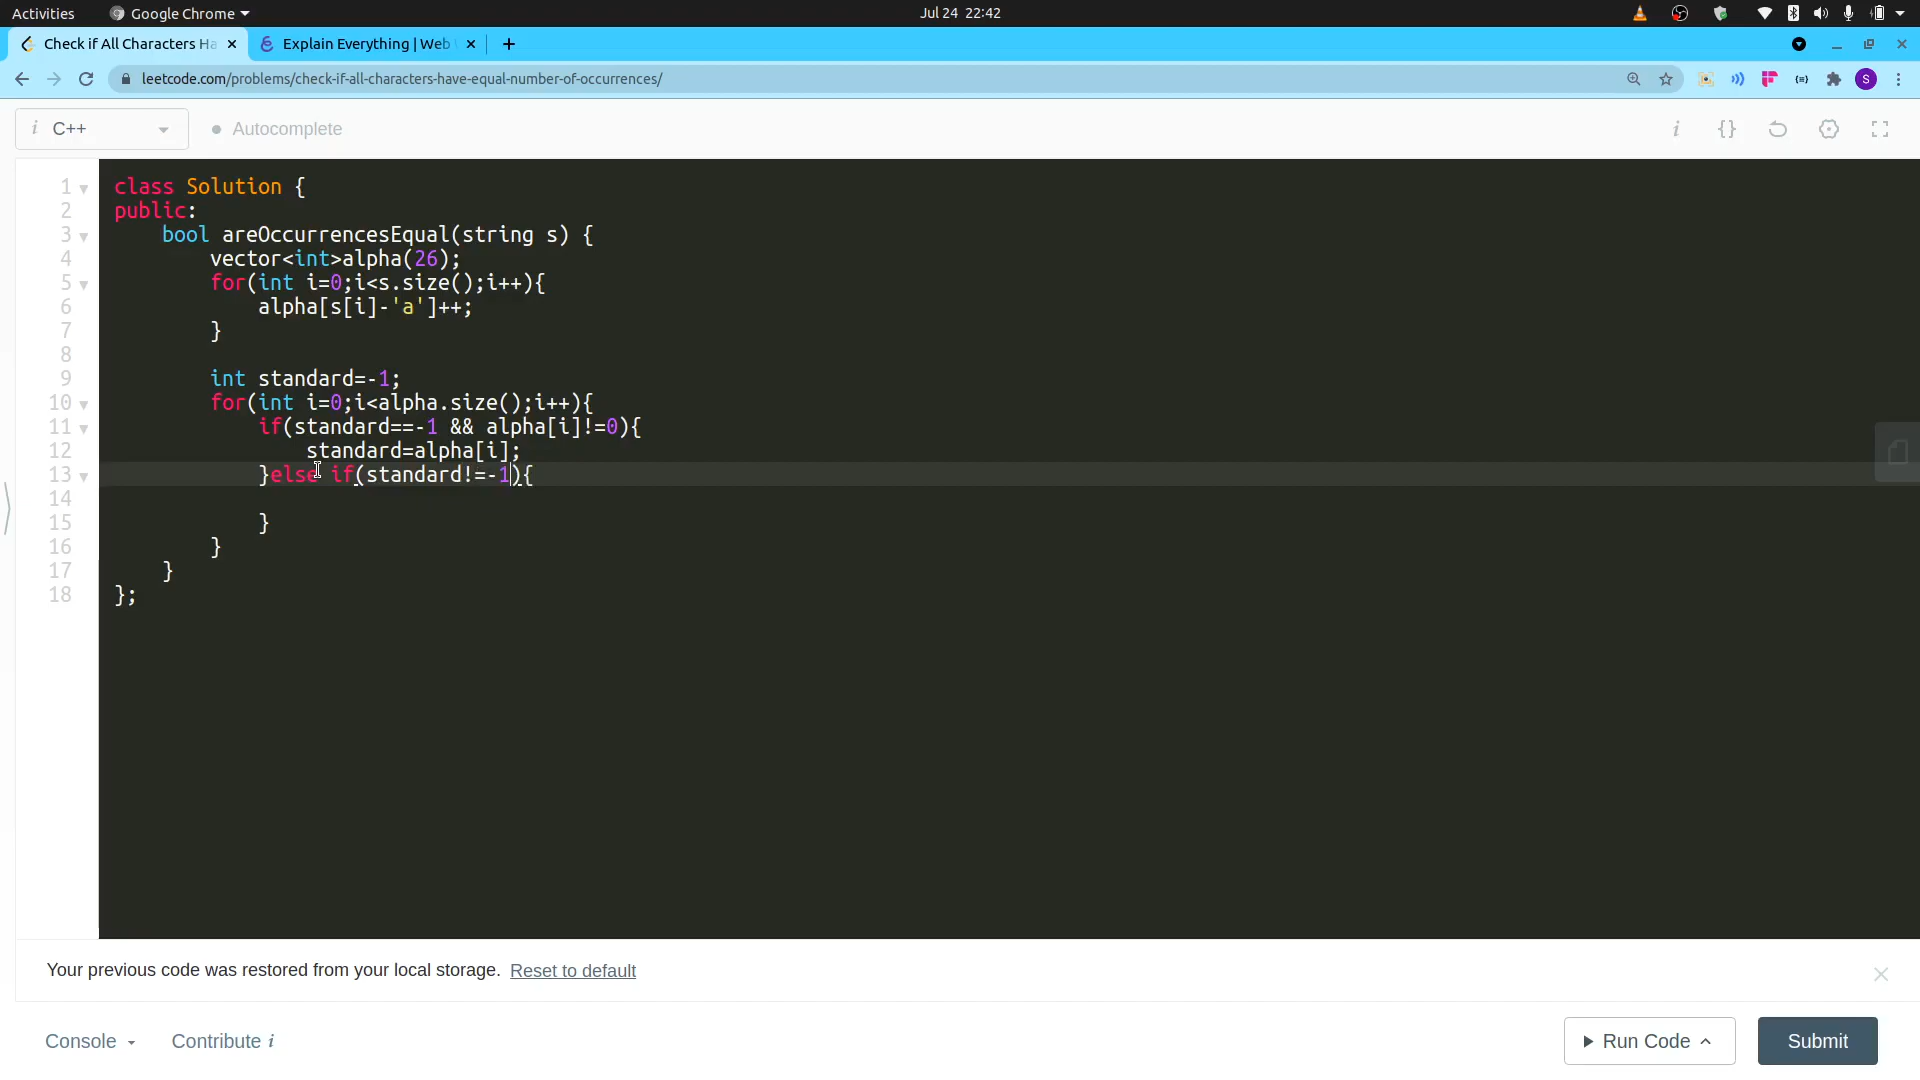 Activities Google Chrome Jul 24 22:42
Check if All Characters Ha Explain Everything | Web
leetcode.com/problems/check-if-all-characters-have-equal-number-of-occurrences/ S
i C++ Autocomplete i {}
1 class Solution {
2 public:
3 bool areOccurrencesEqual(string s) {
4 vector<int>alpha(26);
5 for(int i=0;i<s.size();i++){
6 alpha[s[i]-'a']++;
7 }
8
9 int standard=-1;
10 for(int i=0;i<alpha.size();i++){
11 if(standard==-1 && alpha[i]!=0){
12 standard=alpha[i];
13 }else if(standard!=-1){
14
15 }
16 }
17 }
18 };
Your previous code was restored from your local storage. Reset to default
Console Contribute i Run Code Submit